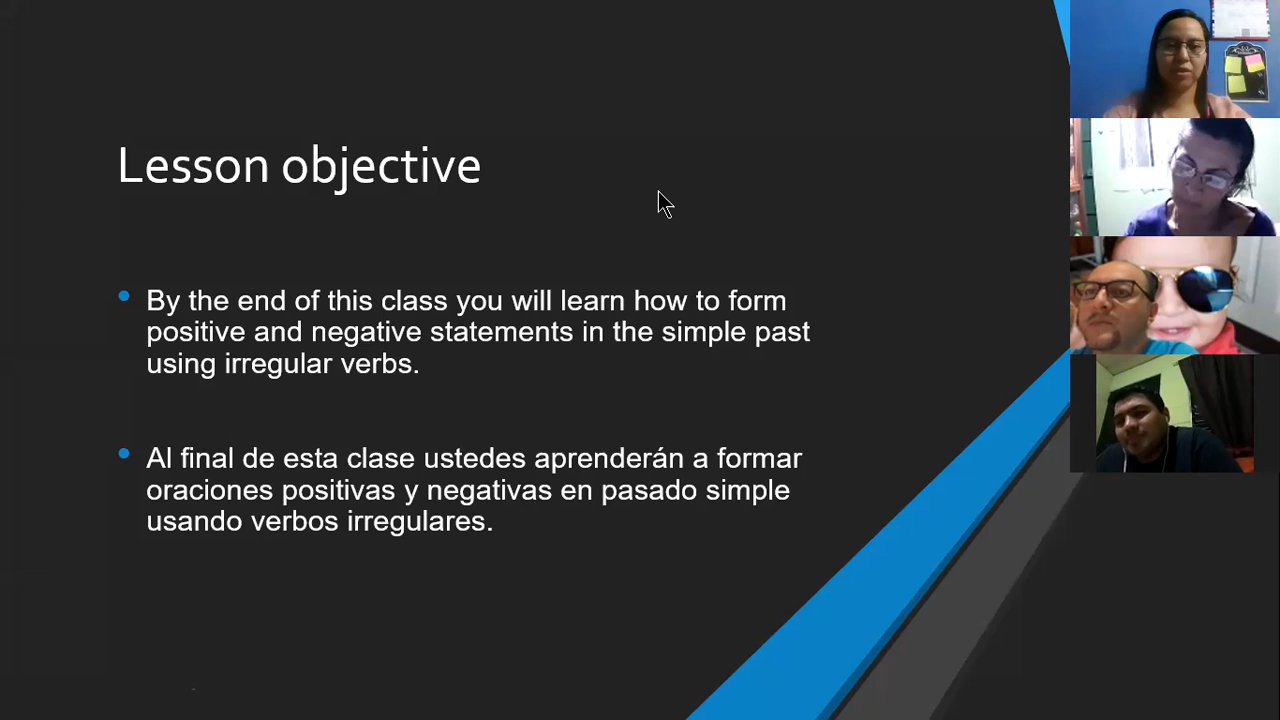 Lesson objective
By the end of this class you will learn how to form
positive and negative statements in the simple past
using irregular verbs.
Al final de esta clase ustedes aprenderán a formar
oraciones positivas y negativas en pasado simple
usando verbos irregulares.